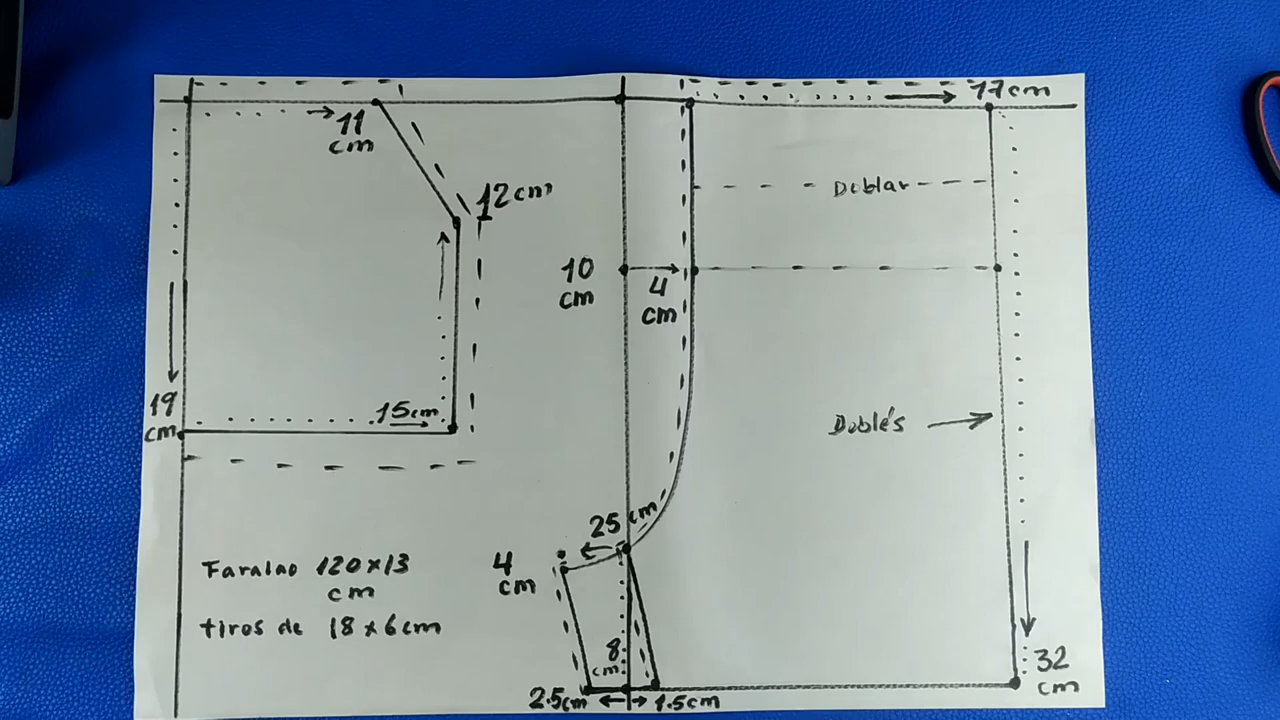 11
cm
12cm
19
cm
15cm
Faralao 120x13
cm
tiros de 18x6cm
17cm
Doblar
10
cm
4
cm
Doblés
25cm
4
cm
8
cm
2.5cm
1.5cm
32
cm